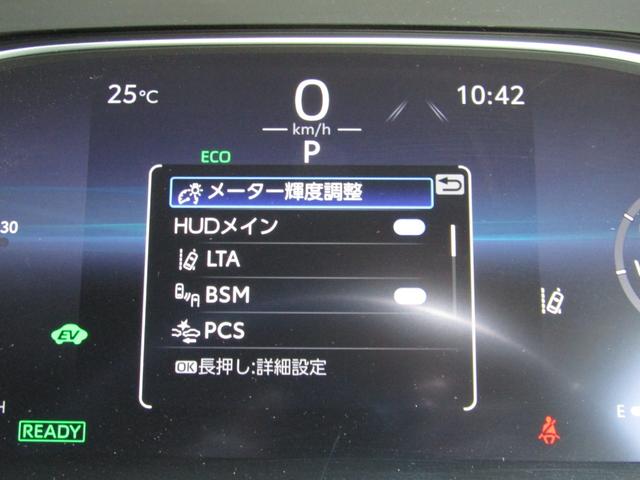 25℃
0
10:42
km/h
ECO
P
メーター輝度調整
HUDメイン
30
LTA
BSM
EV
PCS
OK長押し:詳細設定
H
READY
E